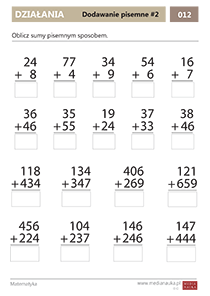 DZIAŁANIA Dodawanie pisemne #2 012
Oblicz sumy pisemnym sposobem.
24 77 34 54 16
+ 8 + 4 + 9 + 6 + 7
36 35 19 37 38
+46 +55 +24 +33 +46
118 134 406 121
+434 +347 +269 +659
456 104 146 147
+224 +237 +246 +444
Matematyka www.medianauka.pl